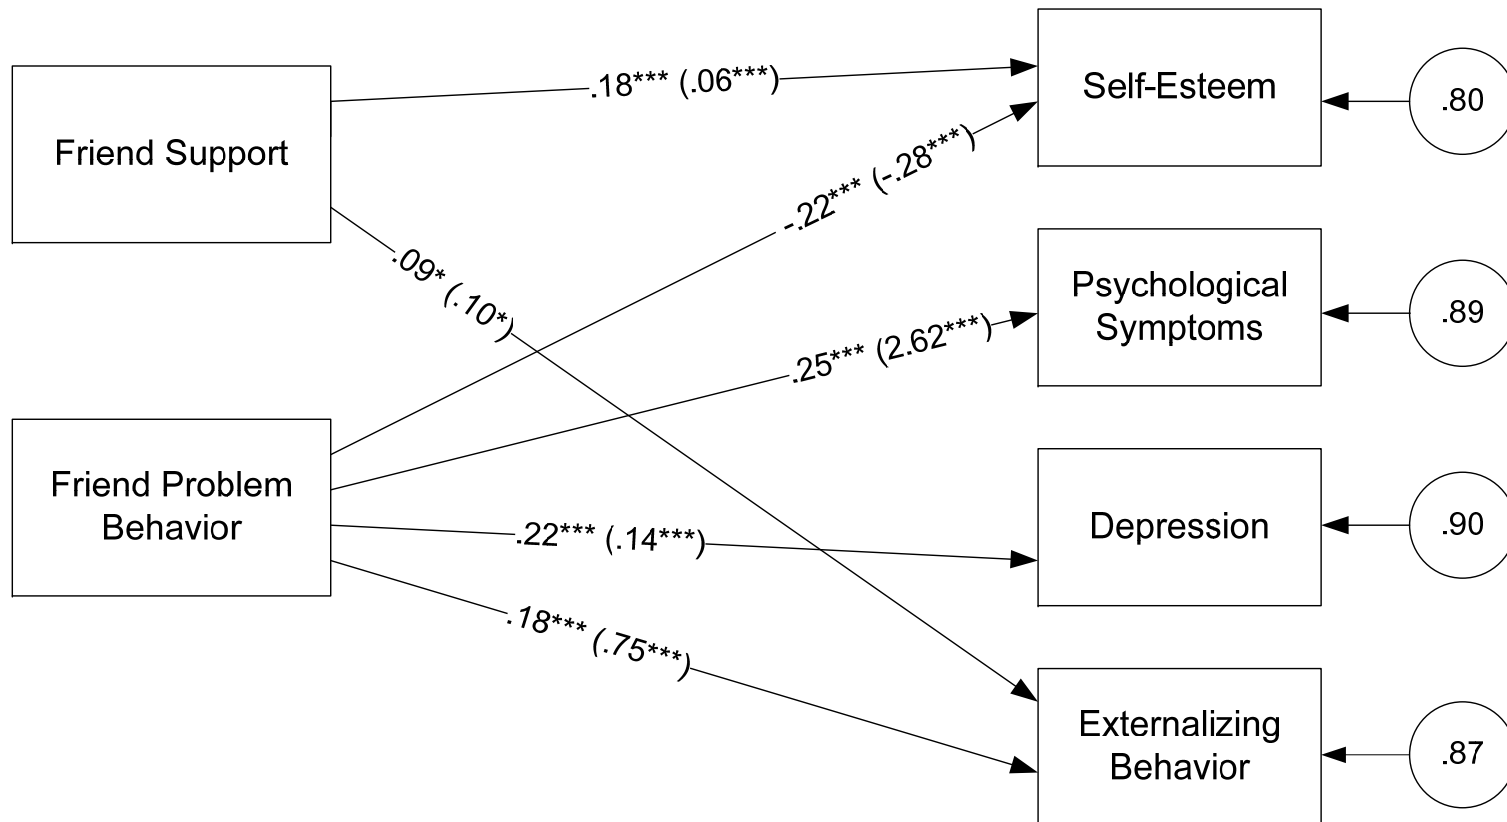 Friend Support
.18*** (.06***)
Self-Esteem
.80
-.22*** (-.28***)
.09* (.10*)
Psychological
Symptoms
.89
.25*** (2.62***)
Friend Problem
Behavior
.22*** (.14***)
Depression
.90
.18*** (.75***)
Externalizing
Behavior
.87